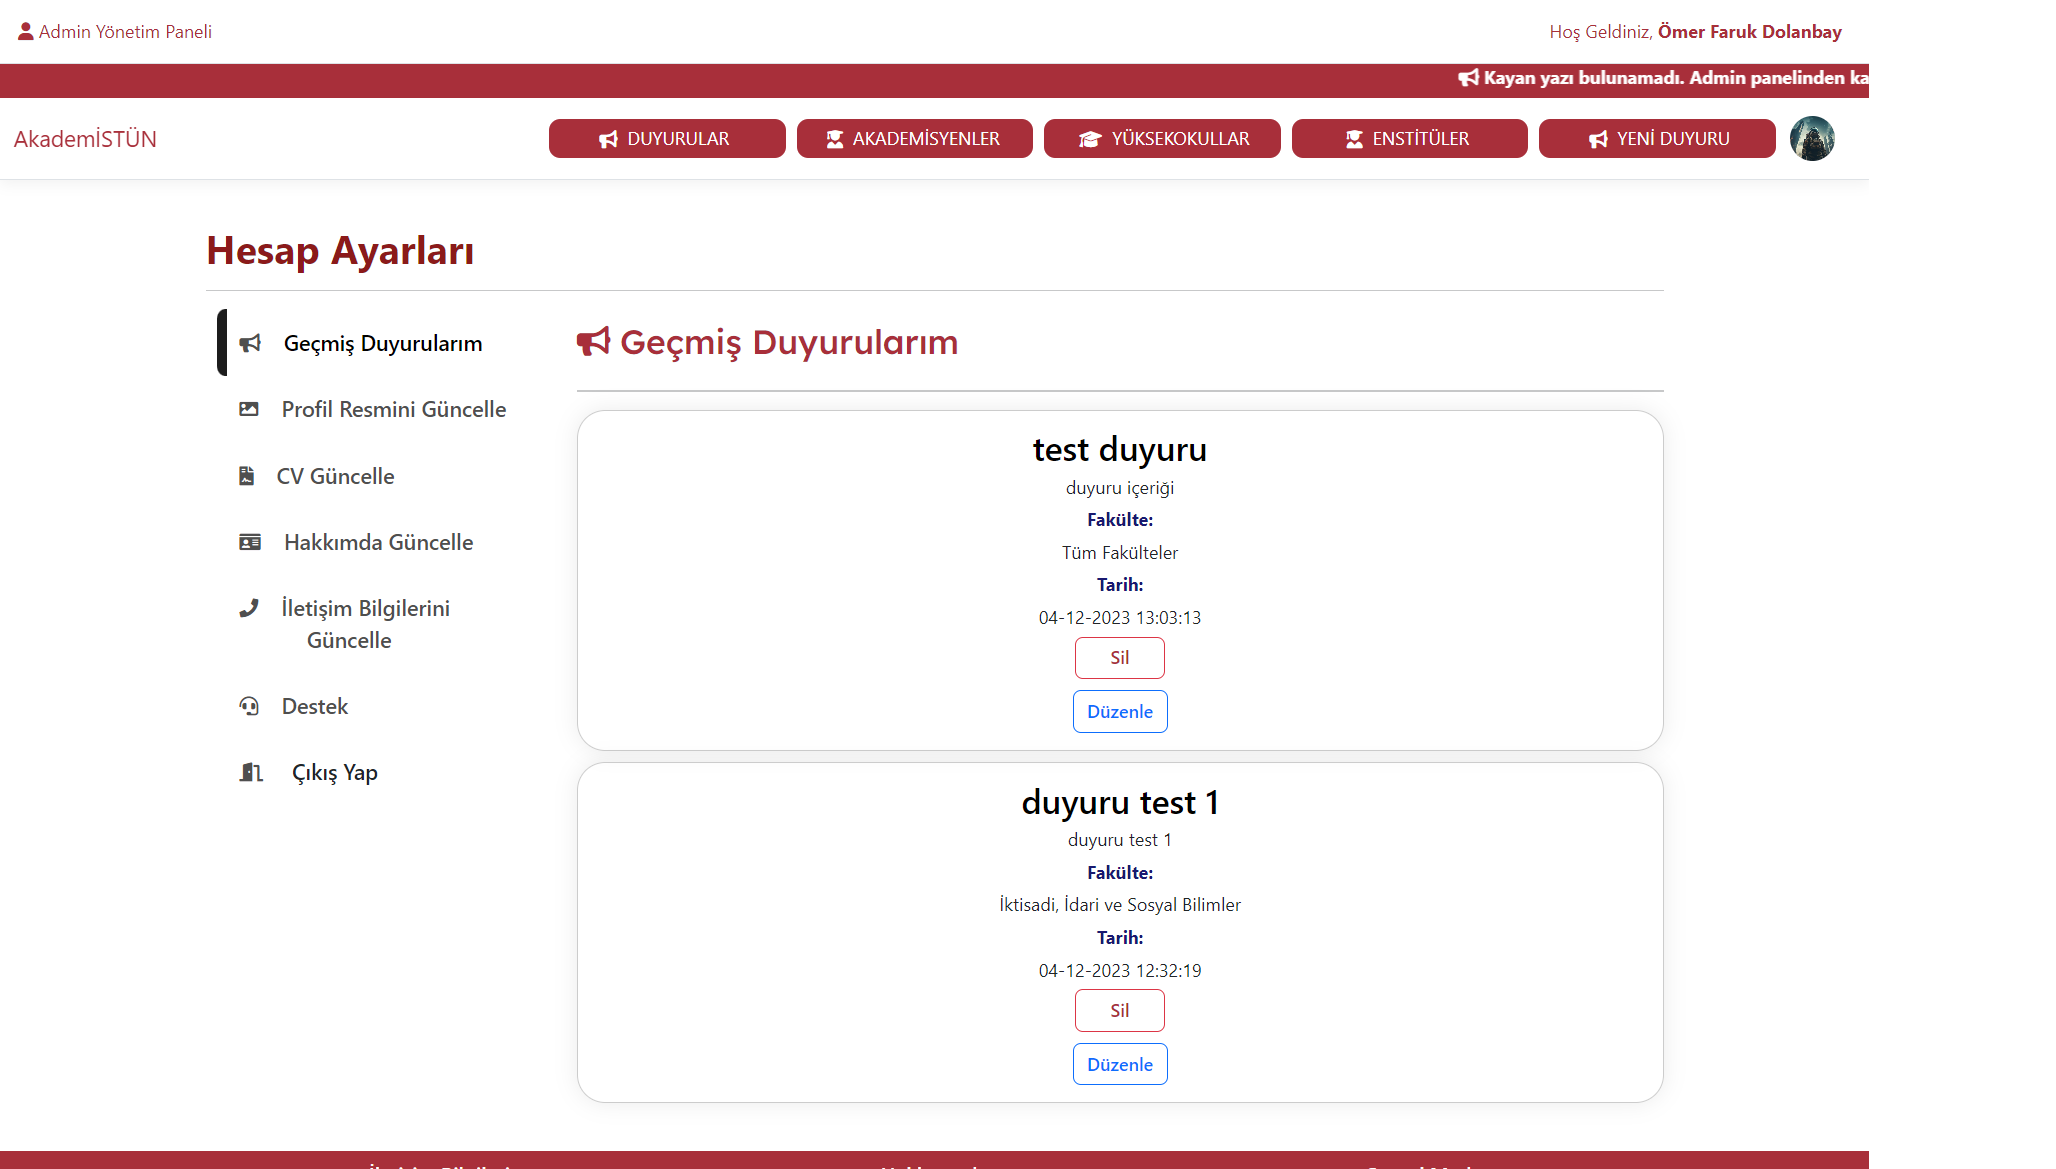 Admin Yönetim Paneli
Hoş Geldiniz, Ömer Faruk Dolanbay
Kayan yazı bulunamadı. Admin panelinden ka
AkademİSTÜN
DUYURULAR
AKADEMİSYENLER
YÜKSEKOKULLAR
ENSTİTÜLER
YENİ DUYURU
Hesap Ayarları
Geçmiş Duyurularım
Profil Resmini Güncelle
CV Güncelle
Hakkımda Güncelle
İletişim Bilgilerini
Güncelle
Destek
Çıkış Yap
Geçmiş Duyurularım
test duyuru
duyuru içeriği
Fakülte:
Tüm Fakülteler
Tarih:
04-12-2023 13:03:13
Sil
Düzenle
duyuru test 1
duyuru test 1
Fakülte:
İktisadi, İdari ve Sosyal Bilimler
Tarih:
04-12-2023 12:32:19
Sil
Düzenle